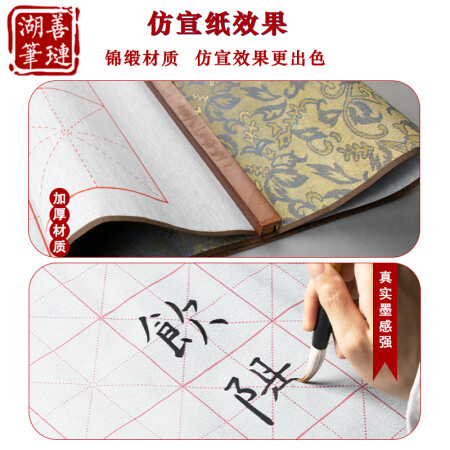 善璉
湖筆
仿宣纸效果
锦缎材质 仿宣效果更出色
加厚材质
真实墨感强
飲